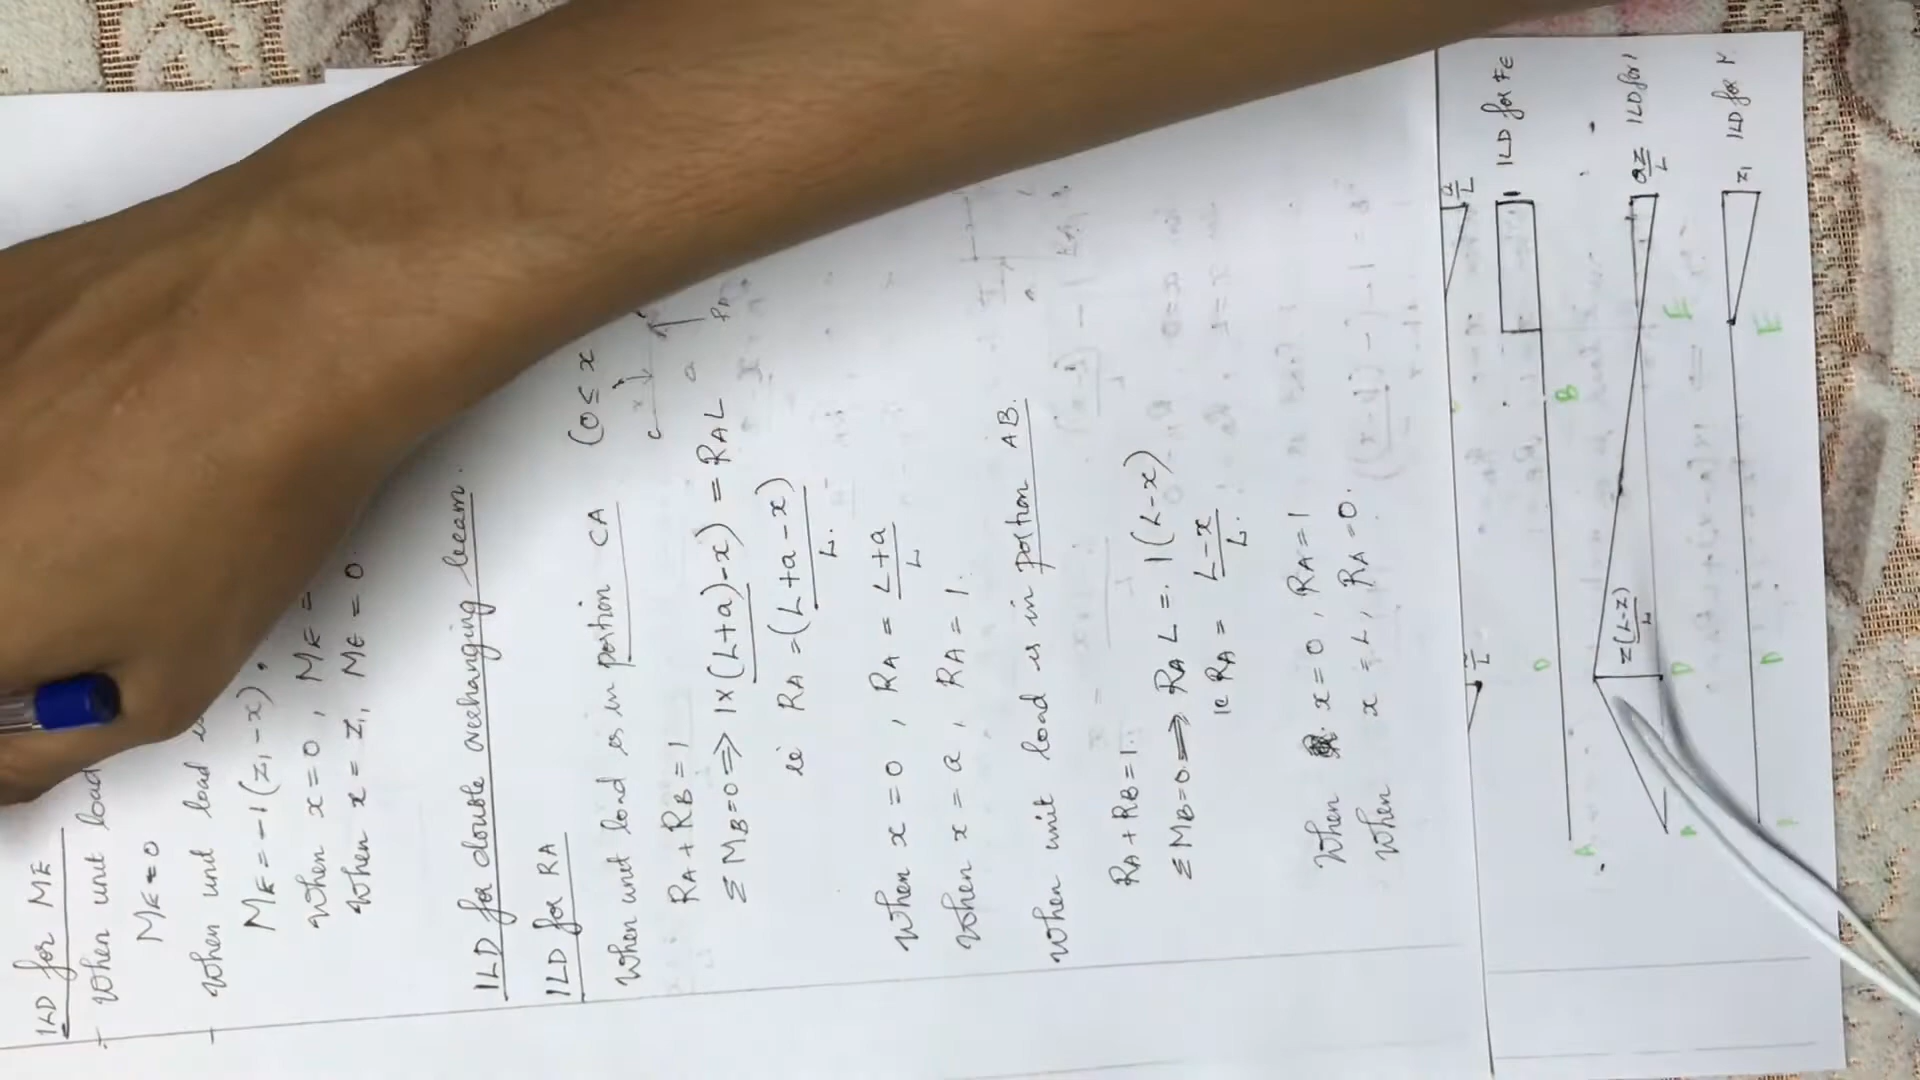 ILD for ME
When unit load
ME = 0
When unit load
ME = -1(z₁-x).
When x=0, ME =
When x = z₁, ME = 0
ILD for double overhanging beam.
ILD for RA
When unit load is in portion CA (0≤x
RA+RB=1
ΣMB=0 ⇒ 1×(L+a)-x) = RAL
ie RA = (L+a-x)/L.
When x=0, RA = L+a/L
When x=a, RA=1.
When unit load is in portion AB.
RA+RB=1.
ΣMB=0 ⇒ RA L = 1(L-x)
ie RA = L-x/L.
When x=0, RA=1
When x=L, RA=0.
c x a
a/L
ILD for FE
1
A D B
z(L-z)/L
az/L
ILD for
D E
z₁
ILD for M
D E